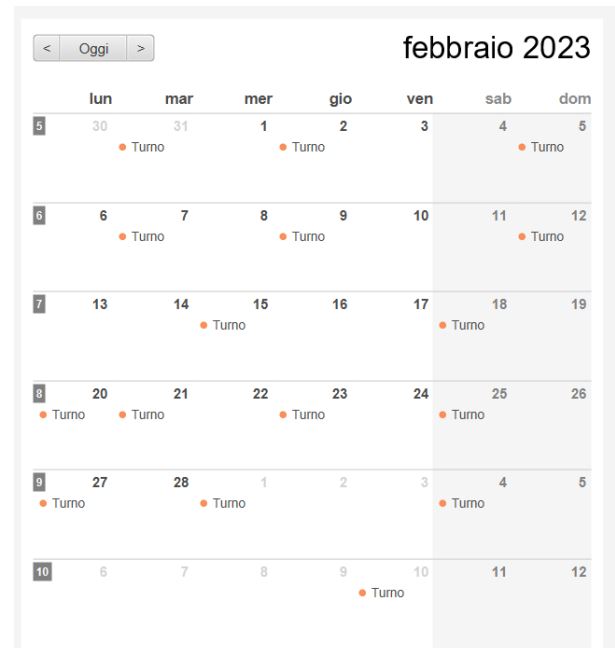 < Oggi > febbraio 2023
lun mar mer gio ven sab dom
5 30 31 1 2 3 4 5
Turno Turno Turno
6 6 7 8 9 10 11 12
Turno Turno Turno
7 13 14 15 16 17 18 19
Turno Turno
8 20 21 22 23 24 25 26
Turno Turno Turno Turno
9 27 28 1 2 3 4 5
Turno Turno Turno
10 6 7 8 9 10 11 12
Turno